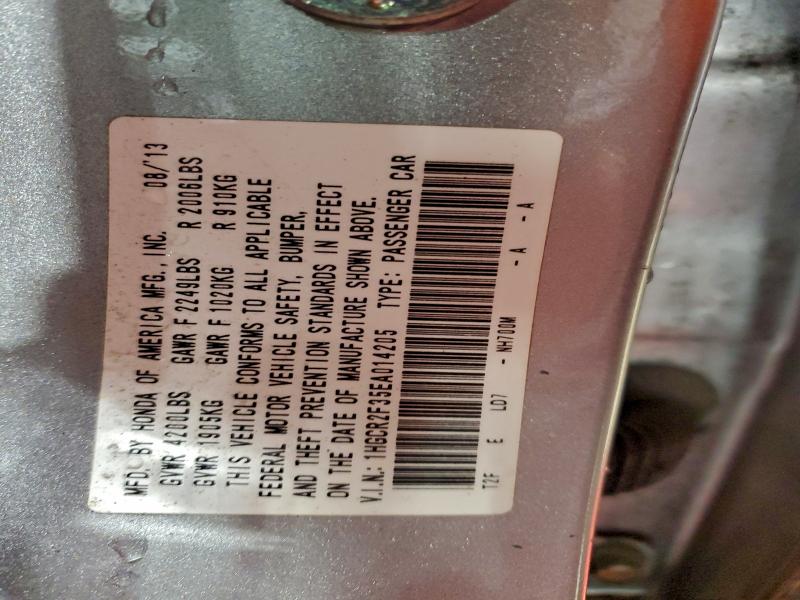 MFD. BY HONDA OF AMERICA MFG., INC. 08/'13
GVWR 4200LBS GAWR F 2249LBS R 2006LBS
GVWR 1905KG GAWR F 1020KG R 910KG
THIS VEHICLE CONFORMS TO ALL APPLICABLE
FEDERAL MOTOR VEHICLE SAFETY, BUMPER,
AND THEFT PREVENTION STANDARDS IN EFFECT
ON THE DATE OF MANUFACTURE SHOWN ABOVE.
V.I.N.: 1HGCR2F35EA014205 TYPE: PASSENGER CAR
T2F E LD7 - NH700M - A - A